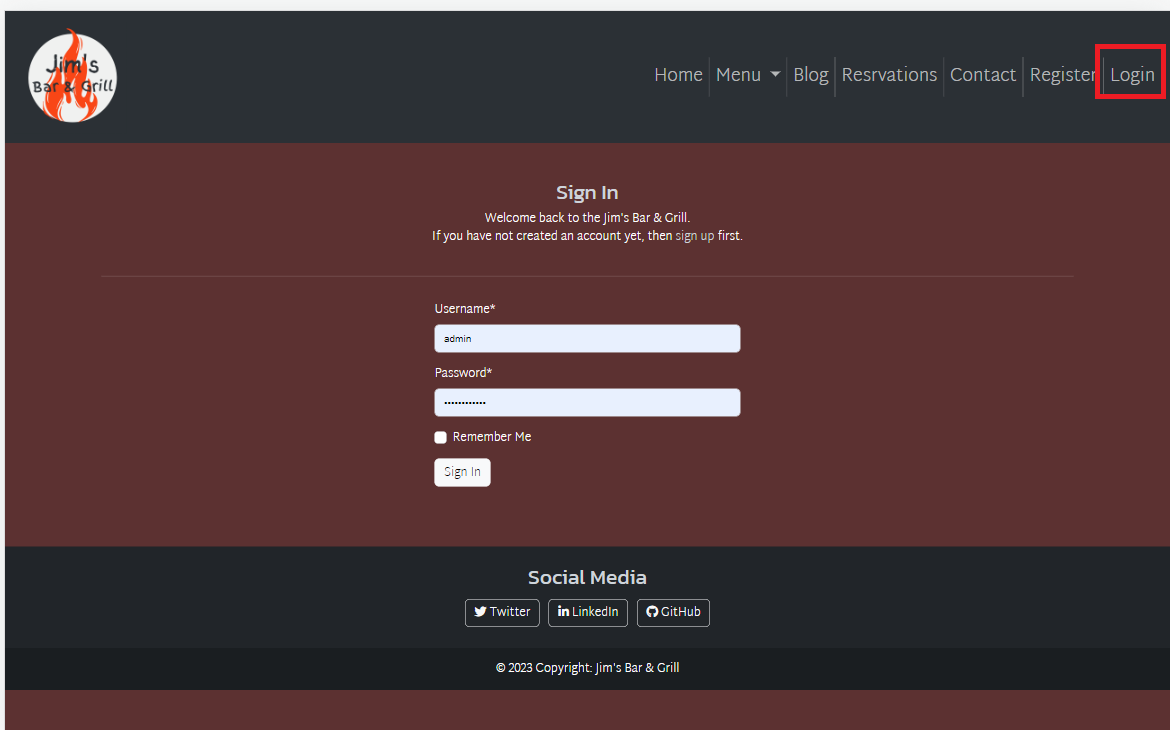 Jim's
Bar & Grill
Home Menu Blog Resrvations Contact Register Login
Sign In
Welcome back to the Jim's Bar & Grill.
If you have not created an account yet, then sign up first.
Username*
admin
Password*
••••••••••••
Remember Me
Sign In
Social Media
Twitter LinkedIn GitHub
© 2023 Copyright: Jim's Bar & Grill